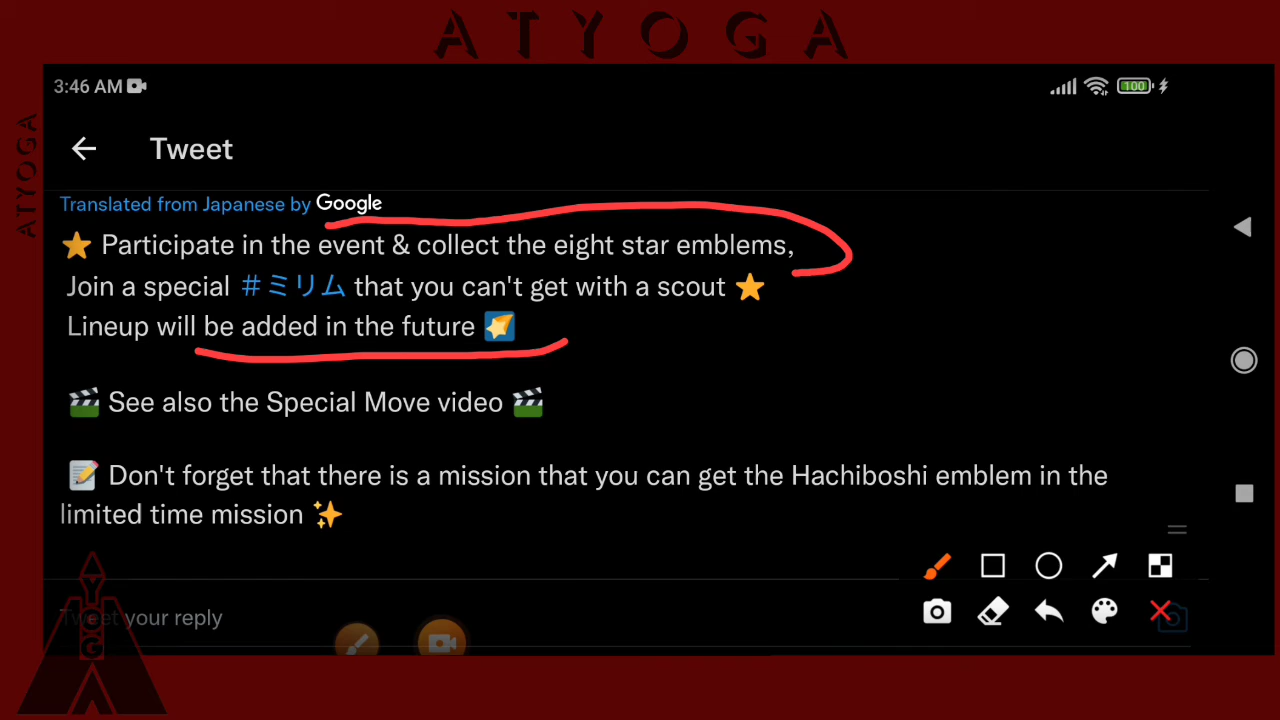 ATYOGA
3:46 AM
100
ATYOGA
Tweet
Translated from Japanese by Google
⭐ Participate in the event & collect the eight star emblems,
Join a special #ミリム that you can't get with a scout ⭐
Lineup will be added in the future
🎬 See also the Special Move video 🎬
📝 Don't forget that there is a mission that you can get the Hachiboshi emblem in the
limited time mission ✨
Tweet your reply
AYOG